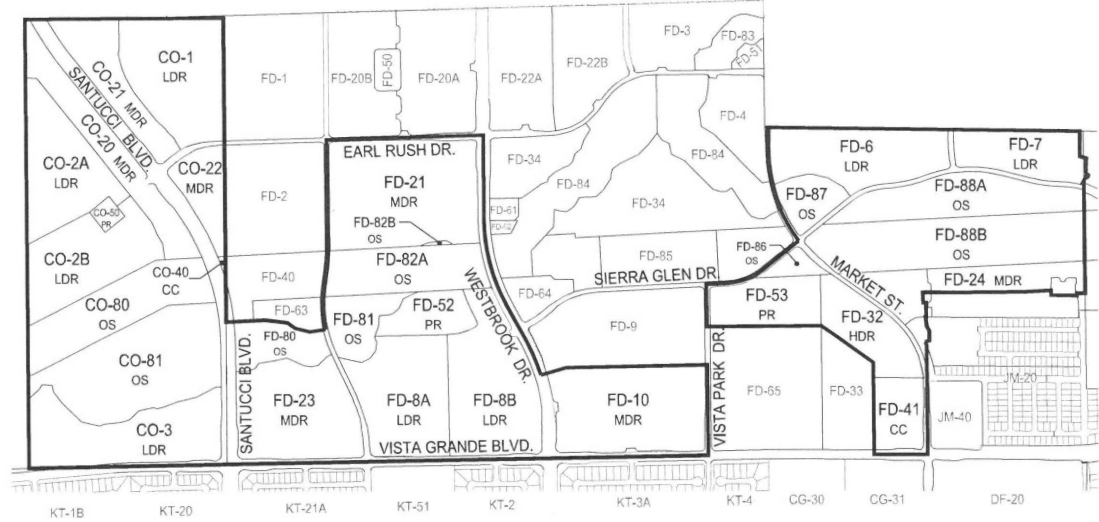 CO-1
LDR
CO-21 MDR
SANTUCCI BLVD.
CO-20 MDR
CO-2A
LDR
CO-22
MDR
CO-50
PR
CO-2B
LDR
CO-40
CC
CO-80
OS
CO-81
OS
CO-3
LDR
FD-1
FD-20B
FD-50
FD-20A
FD-22A
FD-22B
FD-3
FD-83
FD-51
FD-4
FD-2
EARL RUSH DR.
FD-21
MDR
FD-82B
OS
FD-82A
OS
FD-34
FD-84
FD-84
FD-61
FD-34
FD-85
FD-86
OS
FD-87
OS
FD-6
LDR
FD-7
LDR
FD-88A
OS
FD-88B
OS
FD-24 MDR
MARKET ST.
FD-40
FD-63
FD-80
OS
FD-81
OS
FD-52
PR
WESTBROOK DR.
FD-64
SIERRA GLEN DR.
FD-9
FD-53
PR
FD-32
HDR
SANTUCCI BLVD.
FD-23
MDR
FD-8A
LDR
FD-8B
LDR
FD-10
MDR
VISTA PARK DR.
FD-65
FD-33
FD-41
CC
JM-20
JM-40
VISTA GRANDE BLVD.
KT-1B
KT-20
KT-21A
KT-51
KT-2
KT-3A
KT-4
CG-30
CG-31
DF-20